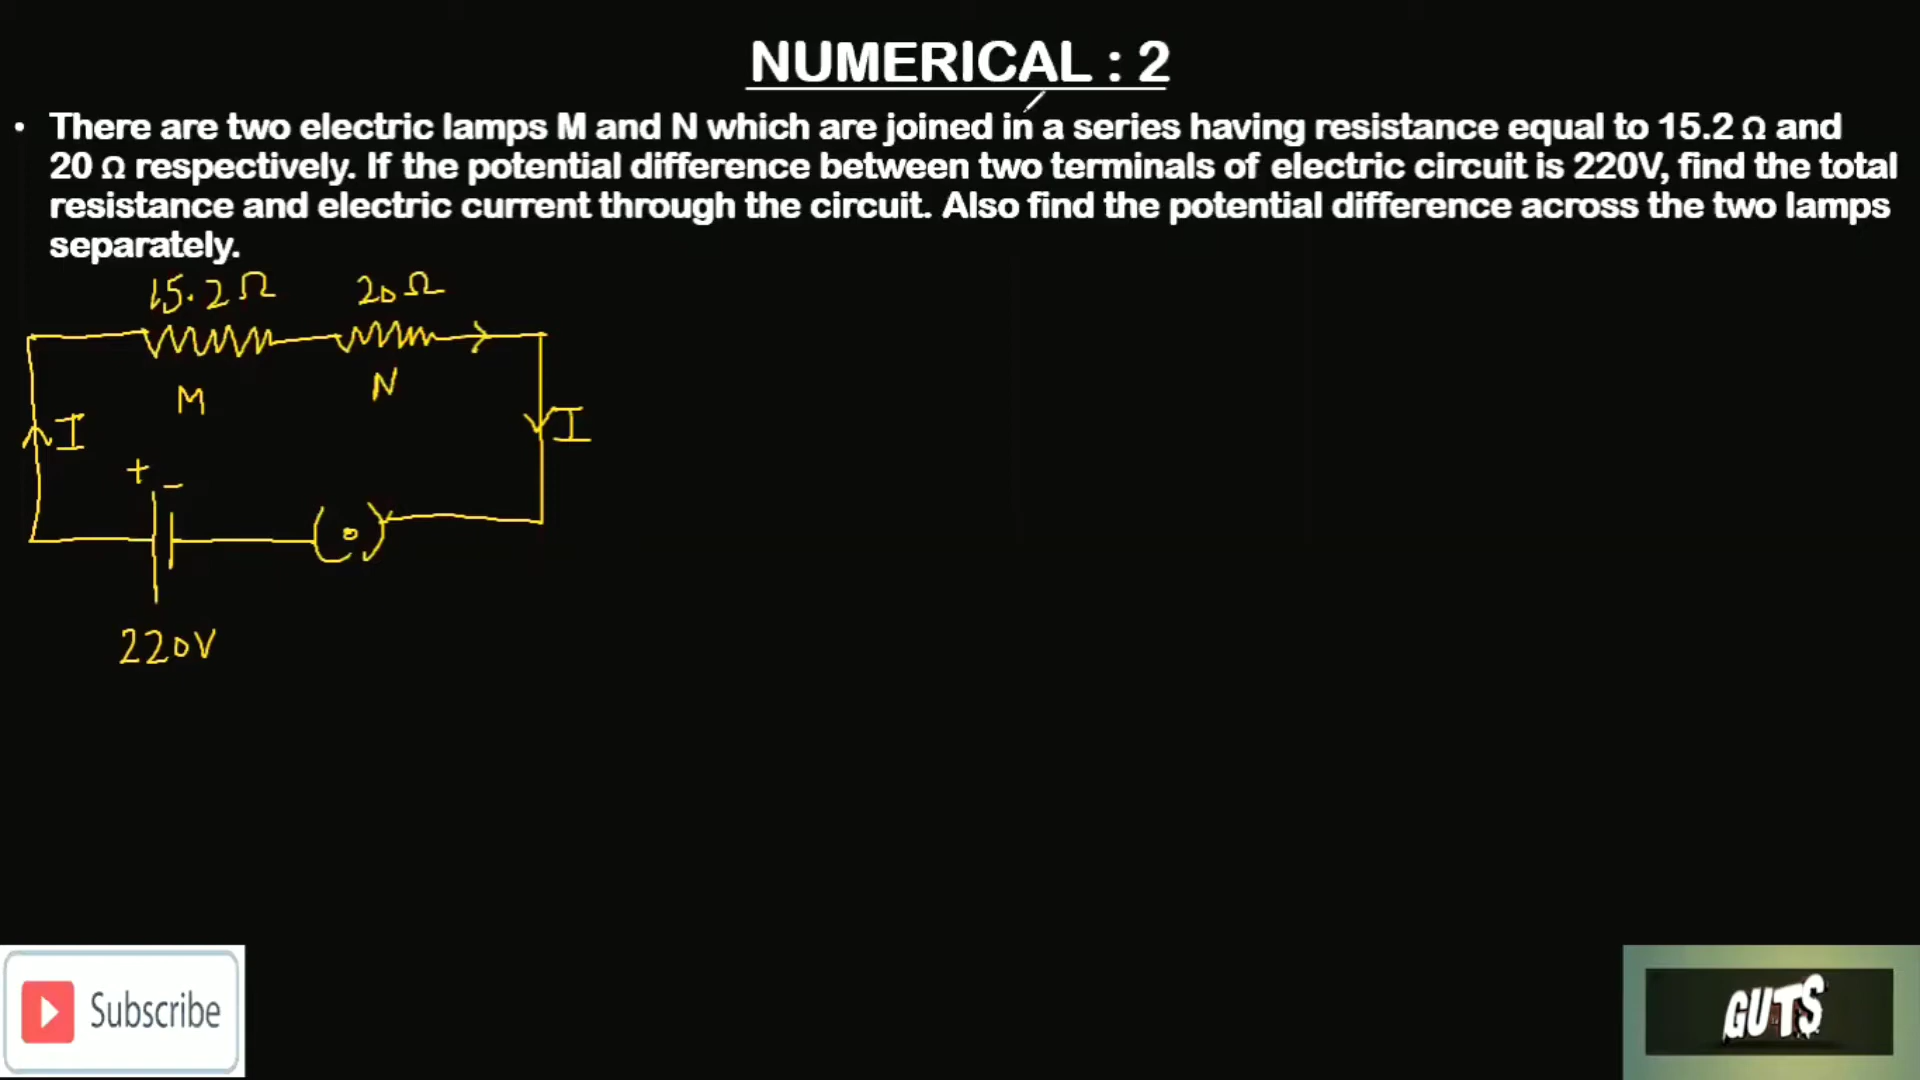 NUMERICAL : 2
• There are two electric lamps M and N which are joined in a series having resistance equal to 15.2 Ω and
20 Ω respectively. If the potential difference between two terminals of electric circuit is 220V, find the total
resistance and electric current through the circuit. Also find the potential difference across the two lamps
separately.
15.2 Ω 20 Ω
M N
I I
+ -
220V
Subscribe
GUTS